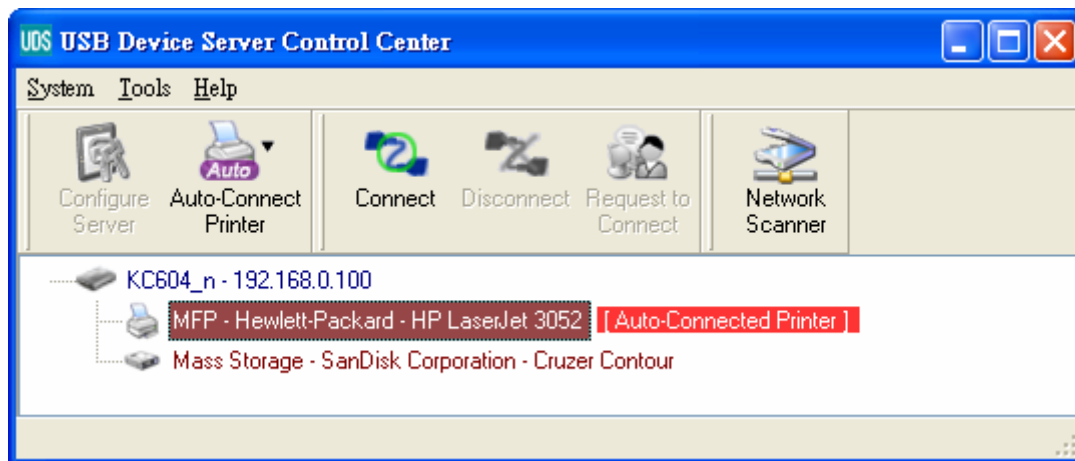 UDS USB Device Server Control Center
System Tools Help
Auto
Configure Server
Auto-Connect Printer
Connect
Disconnect
Request to Connect
Network Scanner
KC604_n - 192.168.0.100
MFP - Hewlett-Packard - HP LaserJet 3052 [ Auto-Connected Printer ]
Mass Storage - SanDisk Corporation - Cruzer Contour